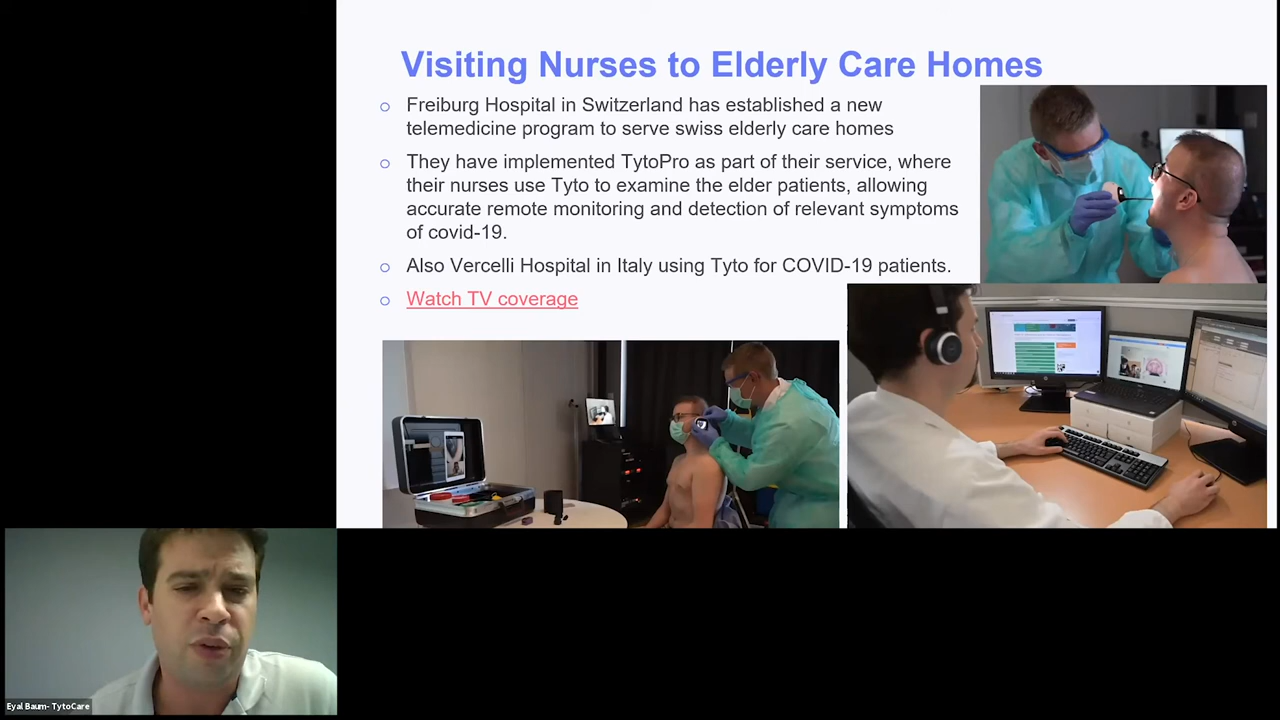 Visiting Nurses to Elderly Care Homes
Freiburg Hospital in Switzerland has established a new
telemedicine program to serve swiss elderly care homes
They have implemented TytoPro as part of their service, where
their nurses use Tyto to examine the elder patients, allowing
accurate remote monitoring and detection of relevant symptoms
of covid-19.
Also Vercelli Hospital in Italy using Tyto for COVID-19 patients.
Watch TV coverage
Eyal Baum- TytoCare